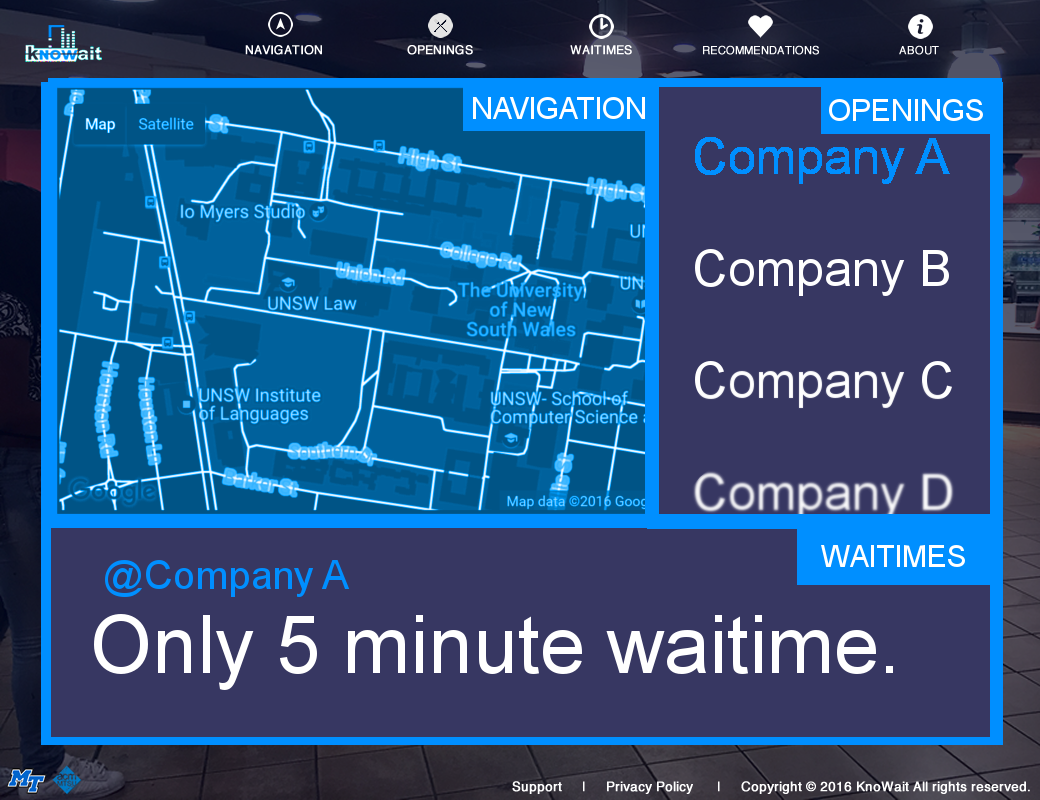 KNOWait
NAVIGATION
OPENINGS
WAITIMES
RECOMMENDATIONS
ABOUT
NAVIGATION
Map
Satellite
St
High St
High S
Io Myers Studio
College Rd
Union Rd
UNSW Law
The University
of New
South Wales
UN
UNSW Institute
of Languages
UNSW- School of
Computer Science a
Southern
Barker St
Google
Map data ©2016 Goog
OPENINGS
Company A
Company B
Company C
Company D
WAITIMES
@Company A
Only 5 minute waitime.
MT
Support | Privacy Policy | Copyright © 2016 KnoWait All rights reserved.